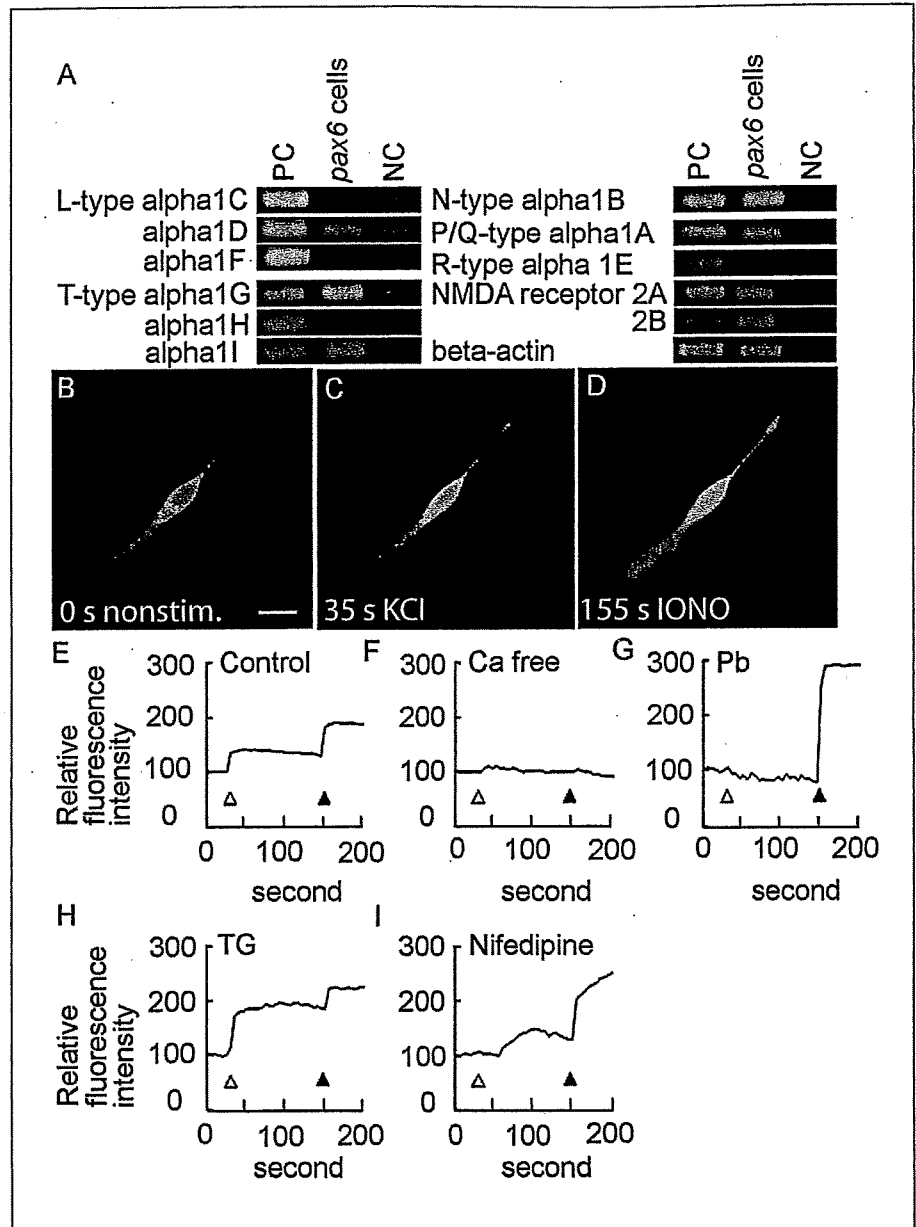 A
PC
pax6 cells
NC
PC
pax6 cells
NC
L-type alpha1C
alpha1D
alpha1F
T-type alpha1G
alpha1H
alpha1I
N-type alpha1B
P/Q-type alpha1A
R-type alpha 1E
NMDA receptor 2A
2B
beta-actin
B
0 s nonstim.
C
35 s KCl
D
155 s IONO
E
Control
300
200
100
0
Relative
fluorescence
intensity
0 100 200
second
F
Ca free
300
200
100
0
0 100 200
second
G
Pb
300
200
100
0
0 100 200
second
H
TG
300
200
100
0
Relative
fluorescence
intensity
0 100 200
second
I
Nifedipine
300
200
100
0
0 100 200
second